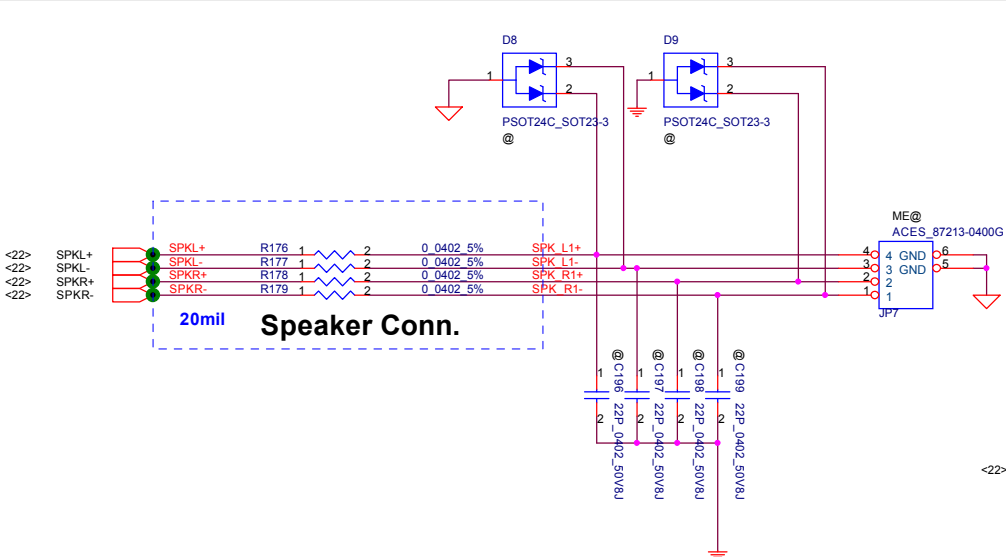 D8
D9
1
3
2
1
3
2
PSOT24C_SOT23-3
PSOT24C_SOT23-3
@
@
ME@
ACES_87213-0400G
<22> SPKL+ SPKL+ R176 1 2 0_0402_5% SPK_L1+ 4 4 GND 6
<22> SPKL- SPKL- R177 1 2 0_0402_5% SPK_L1- 3 3 GND 5
<22> SPKR+ SPKR+ R178 1 2 0_0402_5% SPK_R1+ 2 2
<22> SPKR- SPKR- R179 1 2 0_0402_5% SPK_R1- 1 1
JP7
20mil
Speaker Conn.
1 2 @ C196 22P_0402_50V8J
1 2 @ C197 22P_0402_50V8J
1 2 @ C198 22P_0402_50V8J
1 2 @ C199 22P_0402_50V8J
<22>